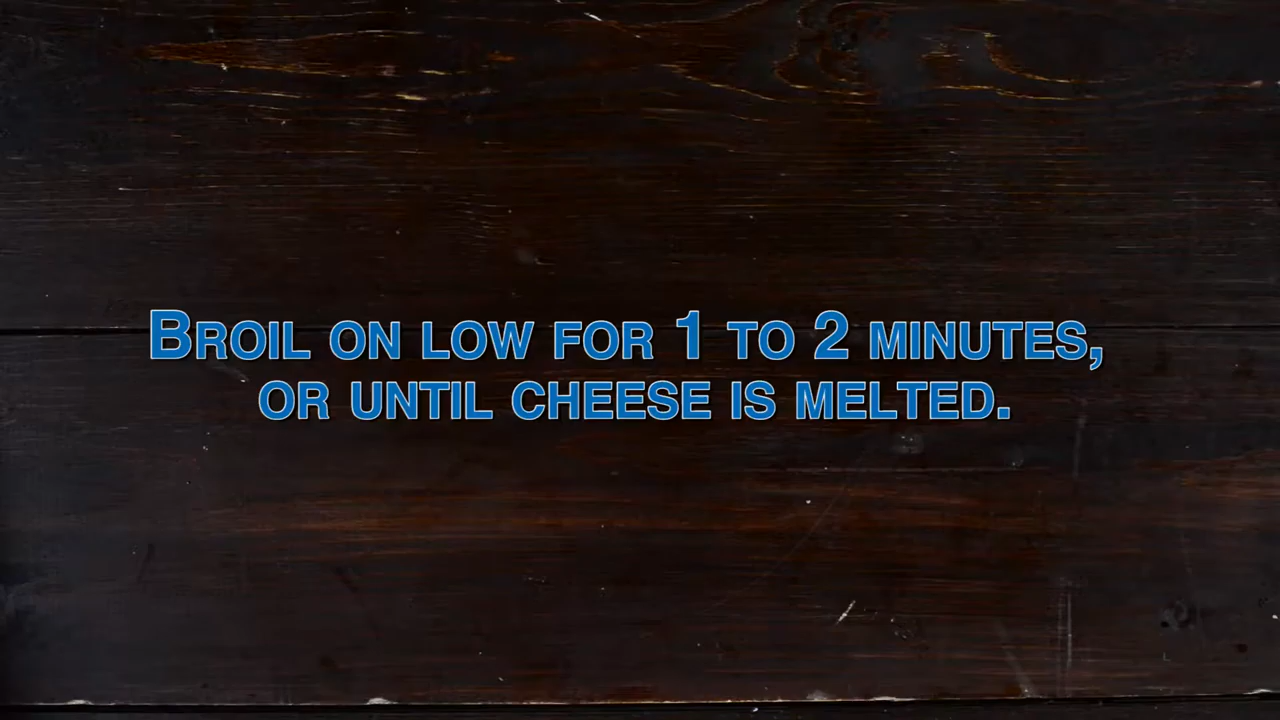 Broil on low for 1 to 2 minutes,
or until cheese is melted.